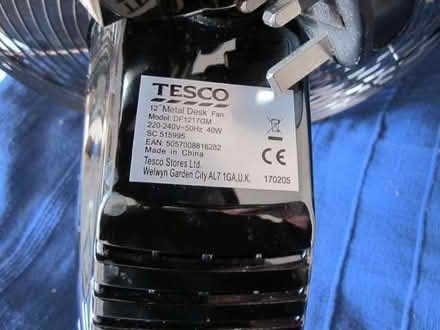 TESCO
12" Metal Desk Fan
Model: DF1217GM
220-240V~50Hz 40W
SC 515995
EAN: 5057008816282
Made in China
Tesco Stores Ltd.
Welwyn Garden City AL7 1GA,U.K.
170205